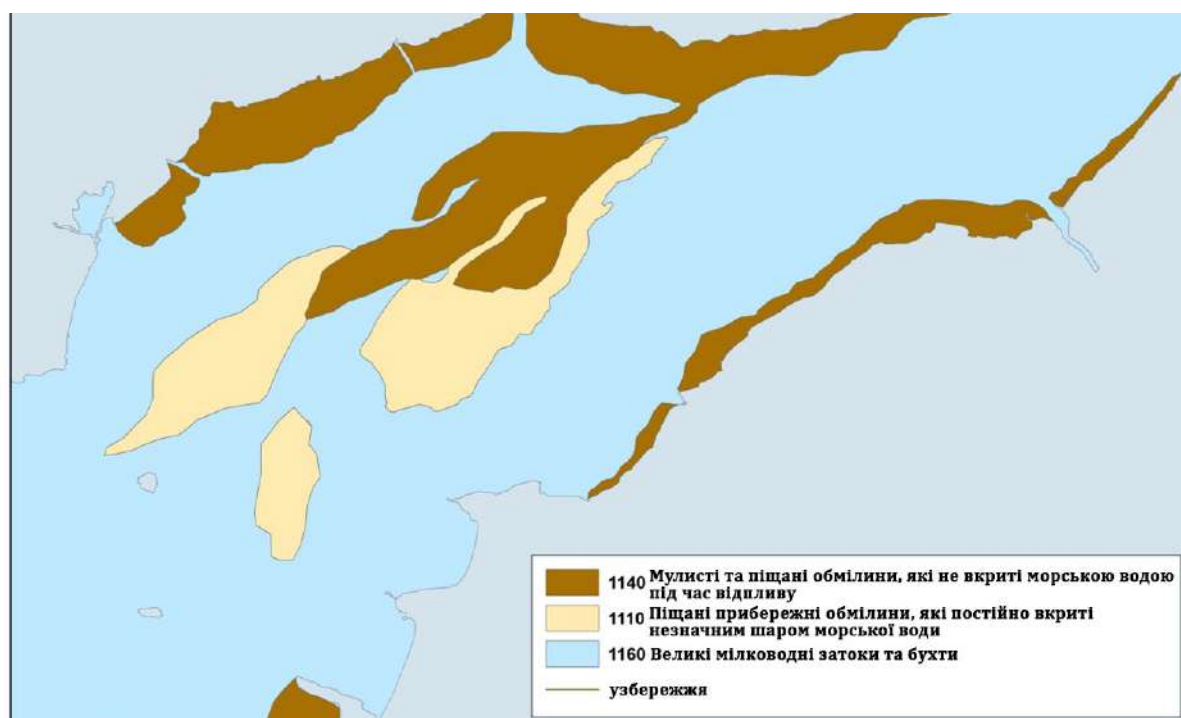 1140 Мулисті та піщані обмілини, які не вкриті морською водою
під час відпливу
1110 Піщані прибережні обмілини, які постійно вкриті
незначним шаром морської води
1160 Великі мілководні затоки та бухти
узбережжя